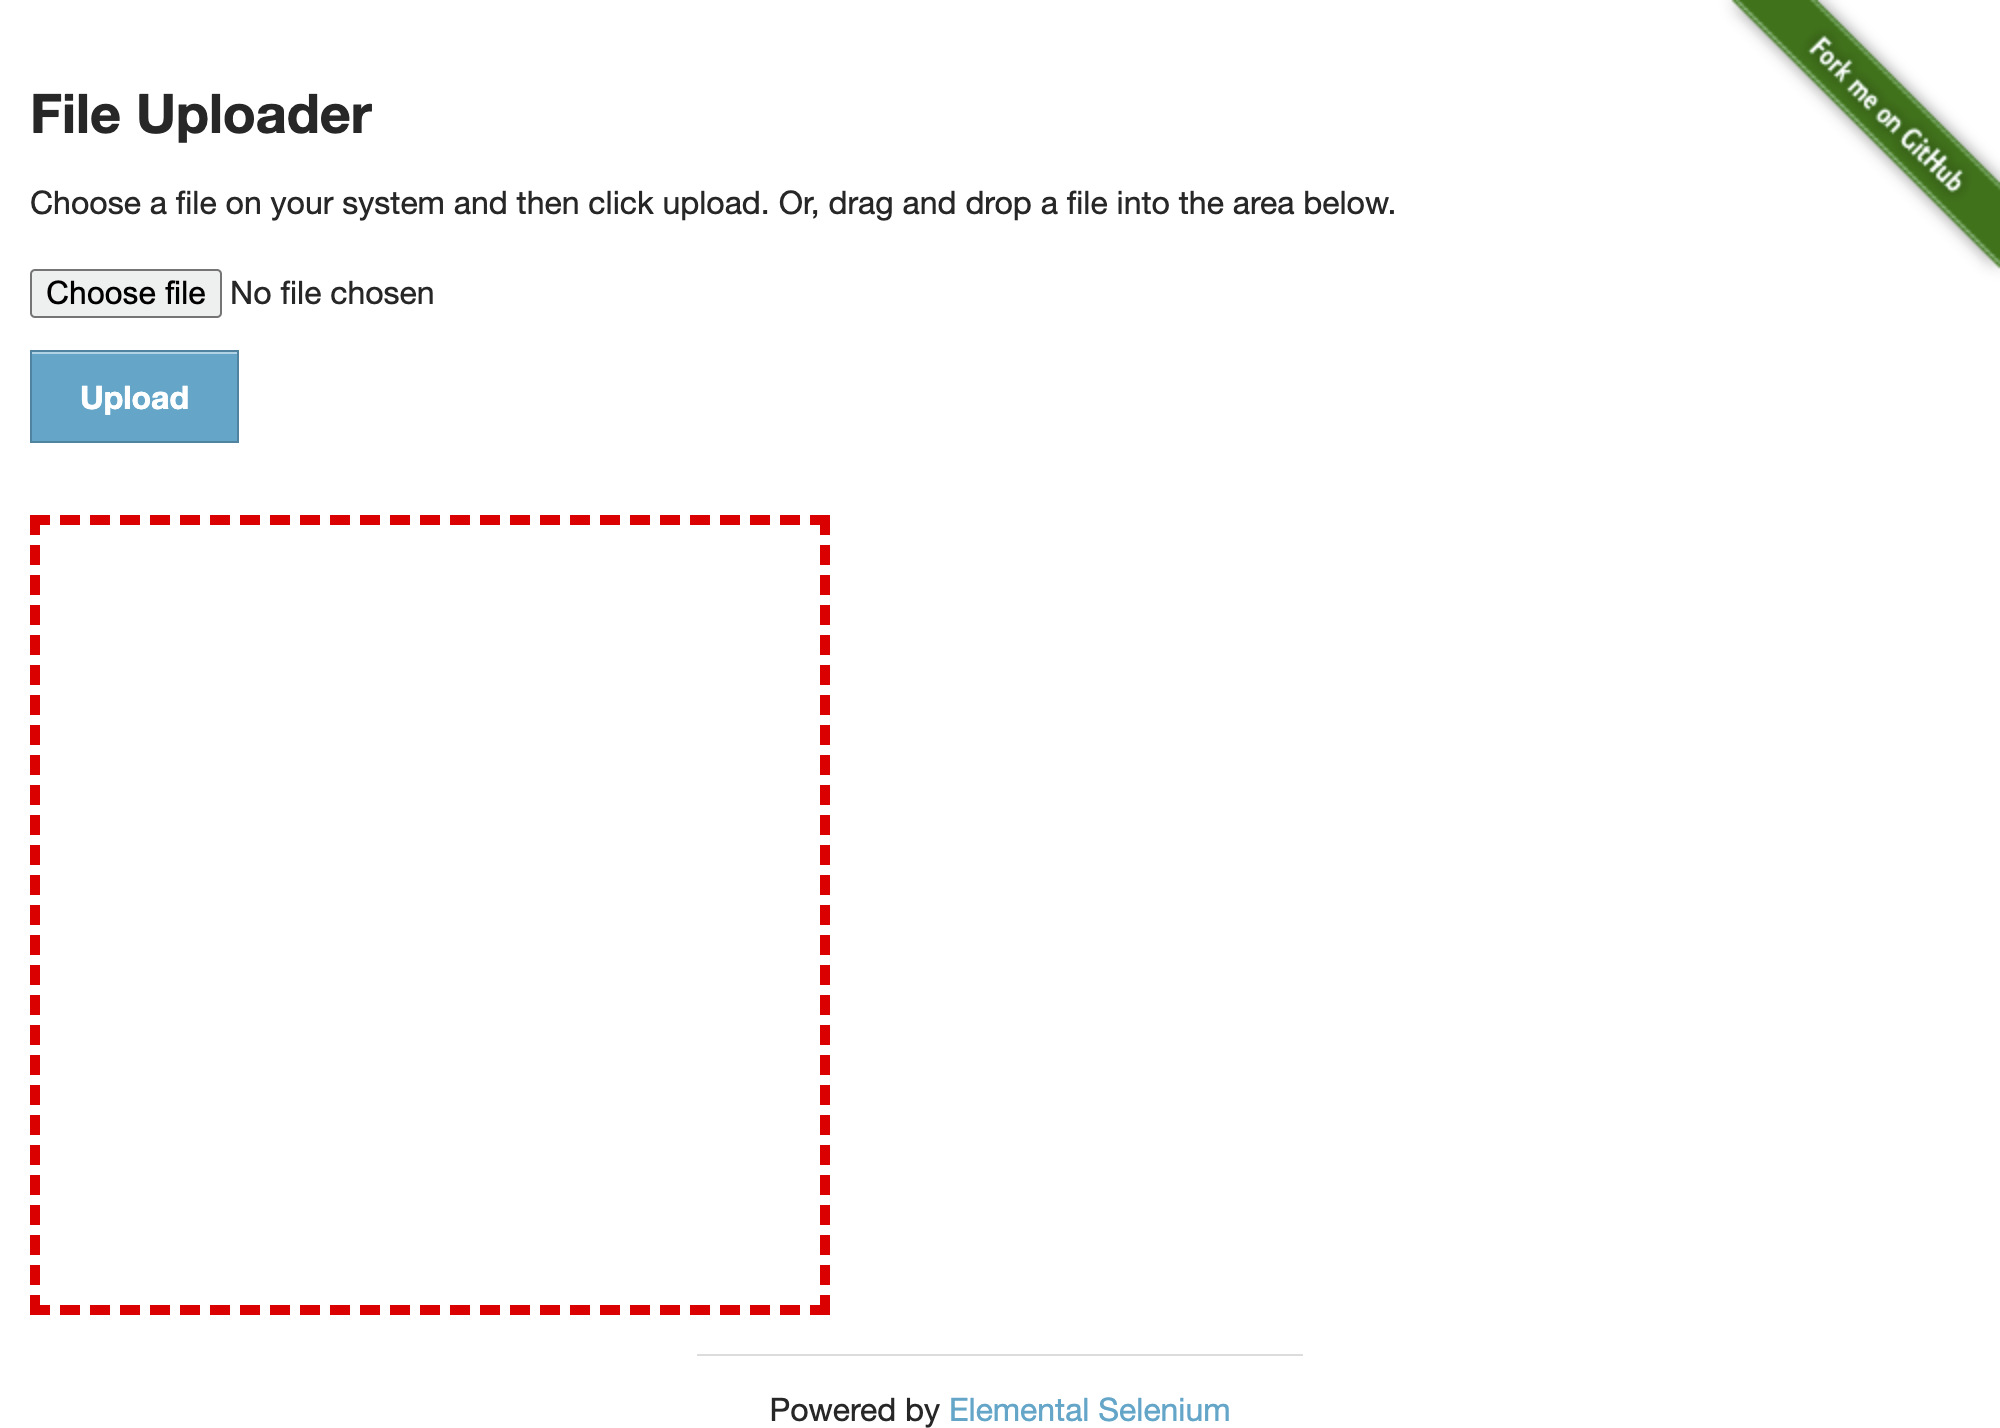 Fork me on GitHub
File Uploader
Choose a file on your system and then click upload. Or, drag and drop a file into the area below.
Choose file No file chosen
Upload
Powered by Elemental Selenium